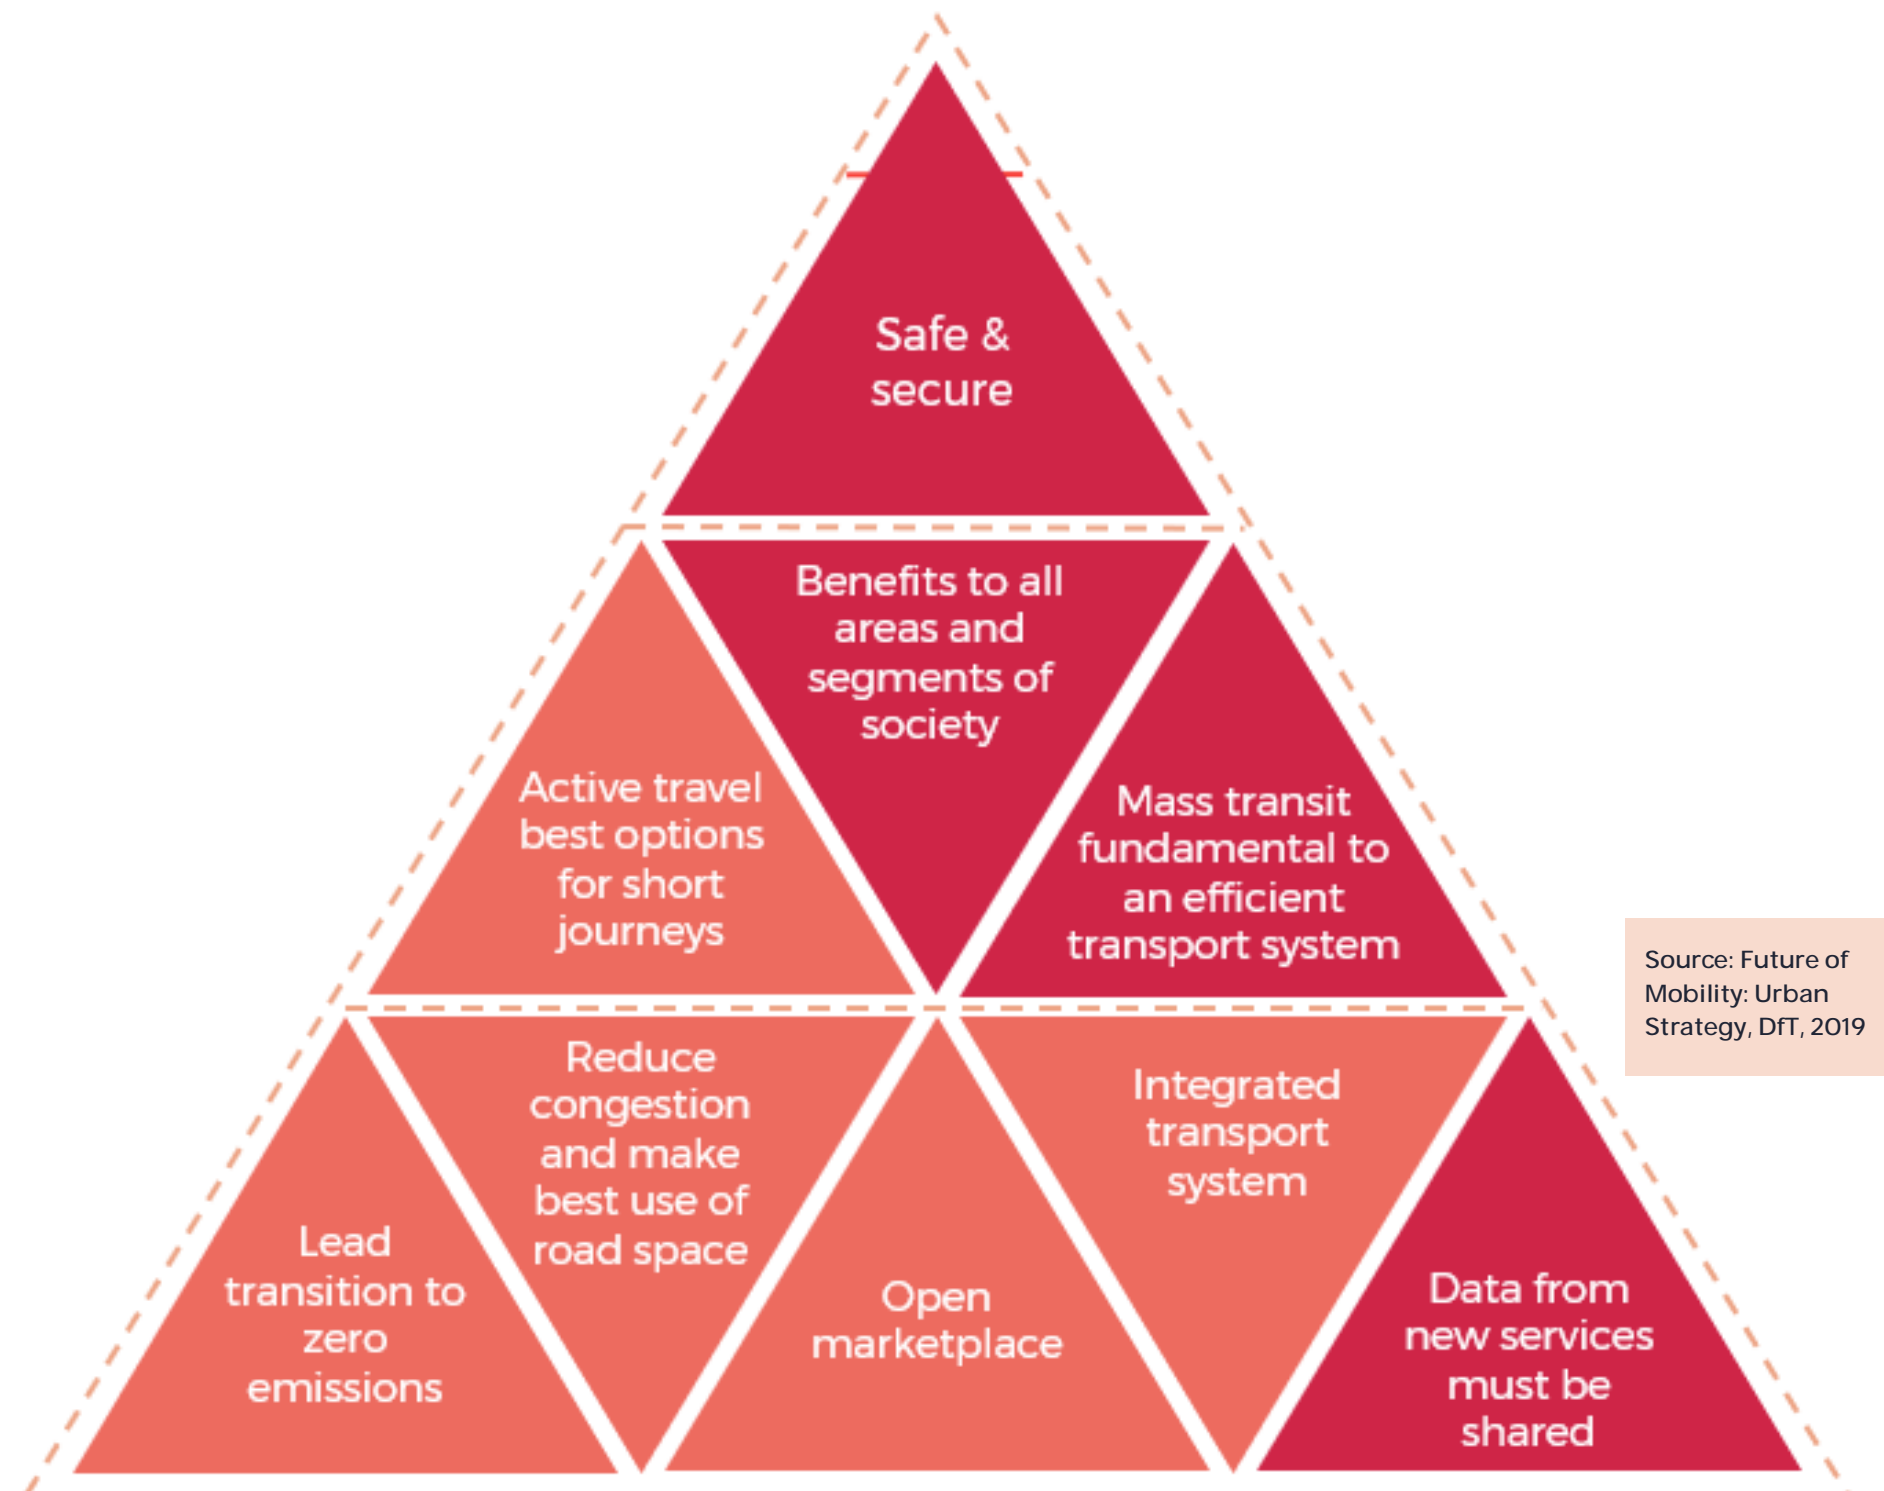 Safe &
secure
Benefits to all
areas and
segments of
society
Active travel
best options
for short
journeys
Mass transit
fundamental to
an efficient
transport system
Source: Future of
Mobility: Urban
Strategy, DfT, 2019
Lead
transition to
zero
emissions
Reduce
congestion
and make
best use of
road space
Open
marketplace
Integrated
transport
system
Data from
new services
must be
shared